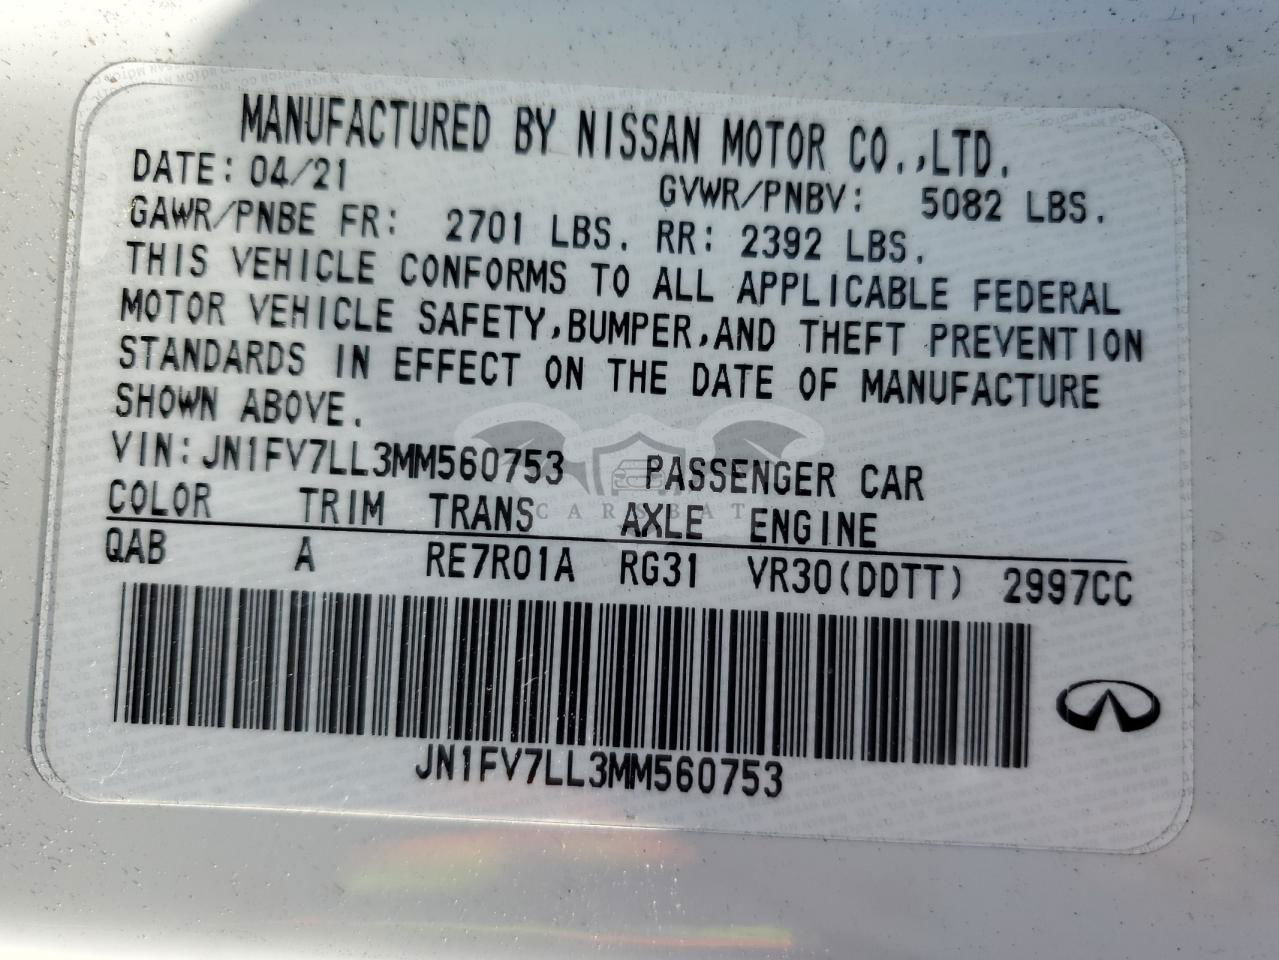 MANUFACTURED BY NISSAN MOTOR CO.,LTD.
DATE: 04/21 GVWR/PNBV: 5082 LBS.
GAWR/PNBE FR: 2701 LBS. RR: 2392 LBS.
THIS VEHICLE CONFORMS TO ALL APPLICABLE FEDERAL
MOTOR VEHICLE SAFETY,BUMPER,AND THEFT PREVENTION
STANDARDS IN EFFECT ON THE DATE OF MANUFACTURE
SHOWN ABOVE.
VIN:JN1FV7LL3MM560753 PASSENGER CAR
CARSBAT
COLOR TRIM TRANS AXLE ENGINE
QAB A RE7R01A RG31 VR30(DDTT) 2997CC
JN1FV7LL3MM560753